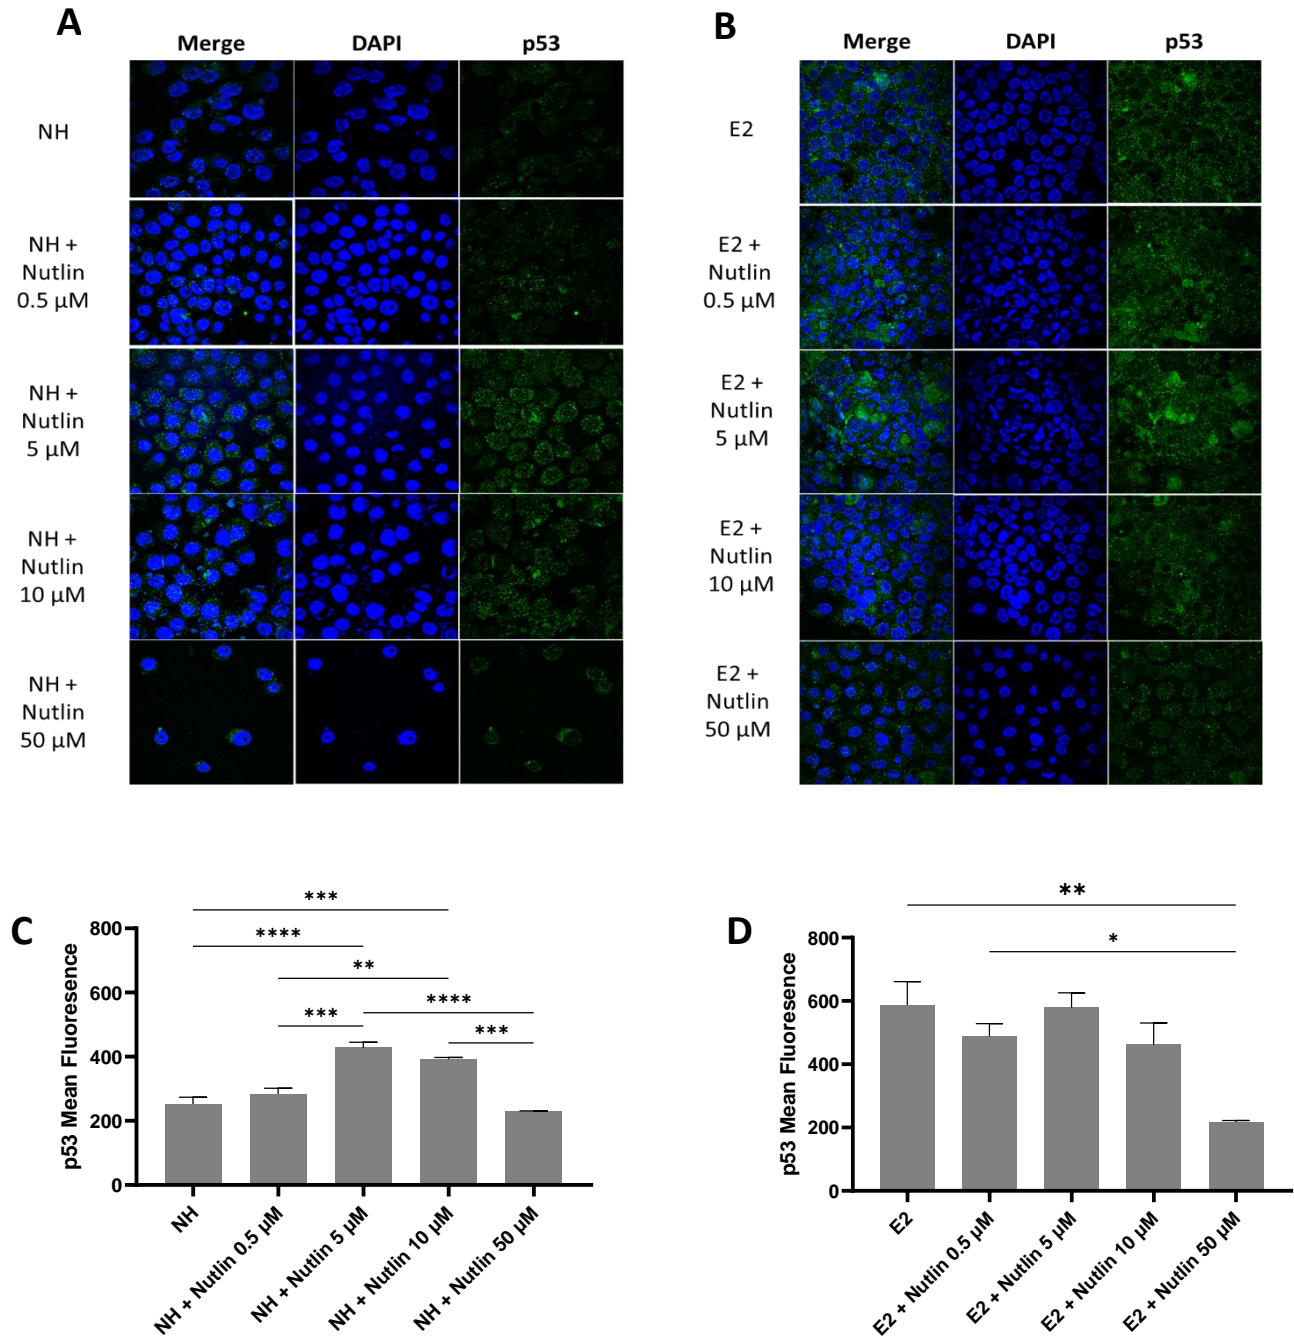 A
Merge DAPI p53
NH
NH +
Nutlin
0.5 μM
NH +
Nutlin
5 μM
NH +
Nutlin
10 μM
NH +
Nutlin
50 μM
B
Merge DAPI p53
E2
E2 +
Nutlin
0.5 μM
E2 +
Nutlin
5 μM
E2 +
Nutlin
10 μM
E2 +
Nutlin
50 μM
C
p53 Mean Fluoresence
800
600
400
200
0
***
****
**
****
***
***
NH
NH + Nutlin 0.5 μM
NH + Nutlin 5 μM
NH + Nutlin 10 μM
NH + Nutlin 50 μM
D
p53 Mean Fluoresence
800
600
400
200
0
**
*
E2
E2 + Nutlin 0.5 μM
E2 + Nutlin 5 μM
E2 + Nutlin 10 μM
E2 + Nutlin 50 μM